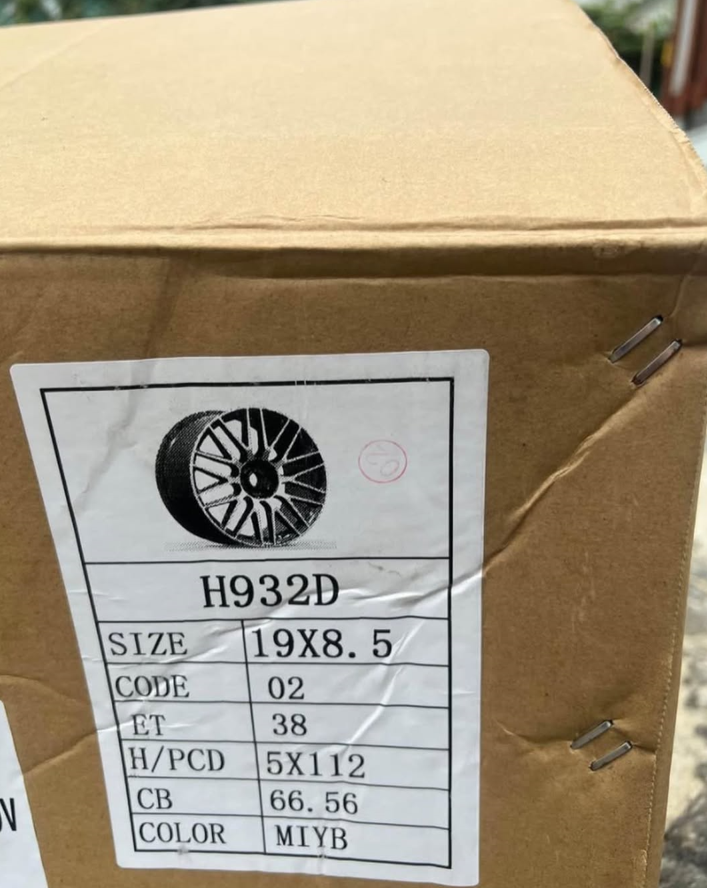 H932D
SIZE 19X8.5
CODE 02
ET 38
H/PCD 5X112
CB 66.56
COLOR MIYB